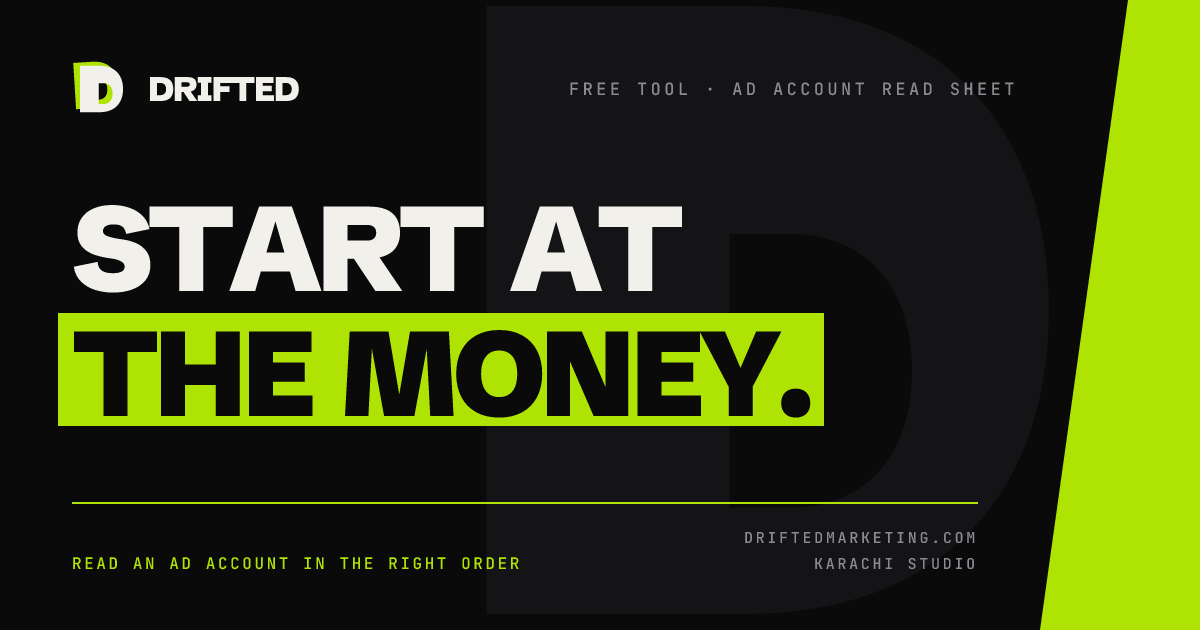 DRIFTED
FREE TOOL · AD ACCOUNT READ SHEET
START AT
THE MONEY.
READ AN AD ACCOUNT IN THE RIGHT ORDER
DRIFTEDMARKETING.COM
KARACHI STUDIO